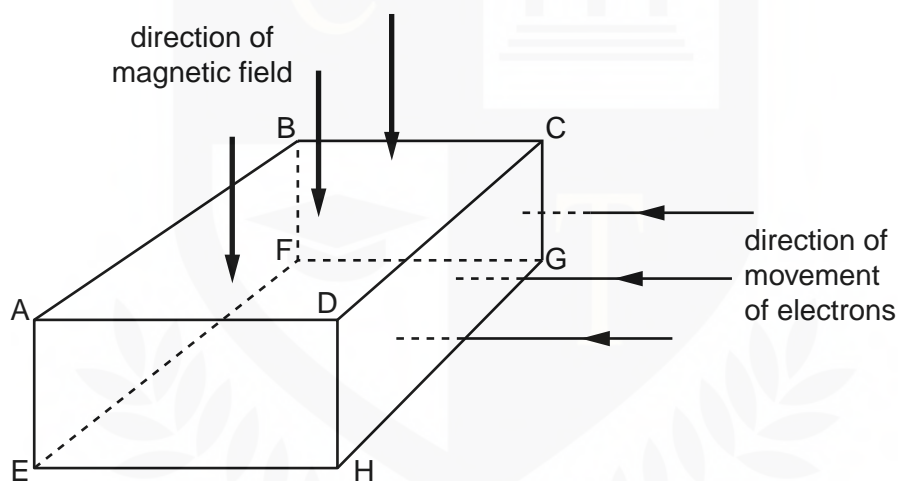 direction of
magnetic field
B
C
F
G
direction of
movement
of electrons
A
D
E
H